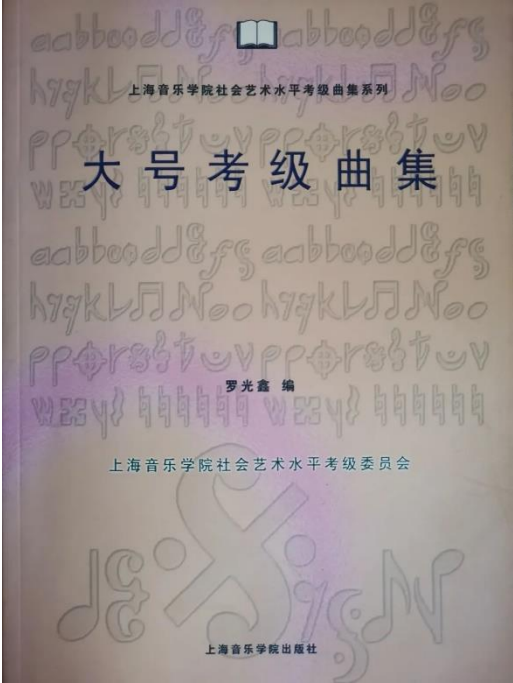 上海音乐学院社会艺术水平考级曲集系列
大号考级曲集
罗光鑫 编
上海音乐学院社会艺术水平考级委员会
上海音乐学院出版社